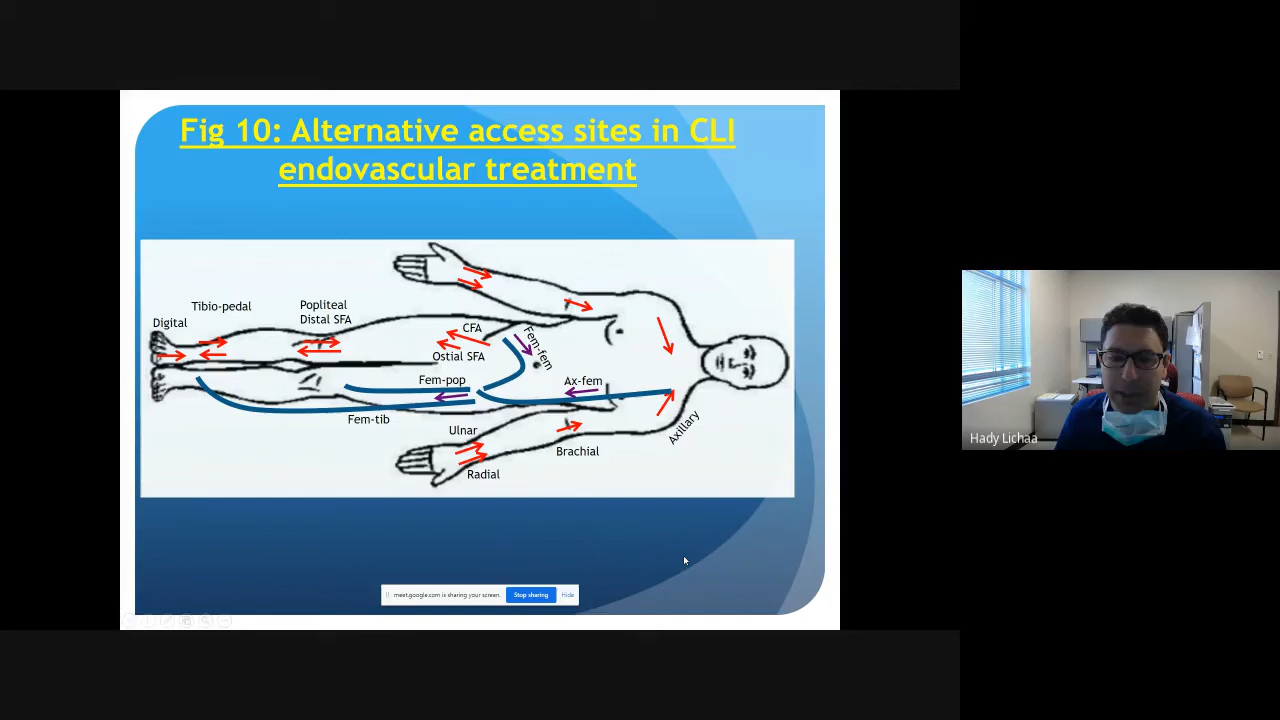 Fig 10: Alternative access sites in CLI
endovascular treatment
Tibio-pedal
Popliteal
Distal SFA
Digital
CFA
Fem-fem
Ostial SFA
Fem-pop
Ax-fem
Fem-tib
Ulnar
Axillary
Brachial
Radial
Hady Lichaa
meet.google.com is sharing your screen.
Stop sharing
Hide